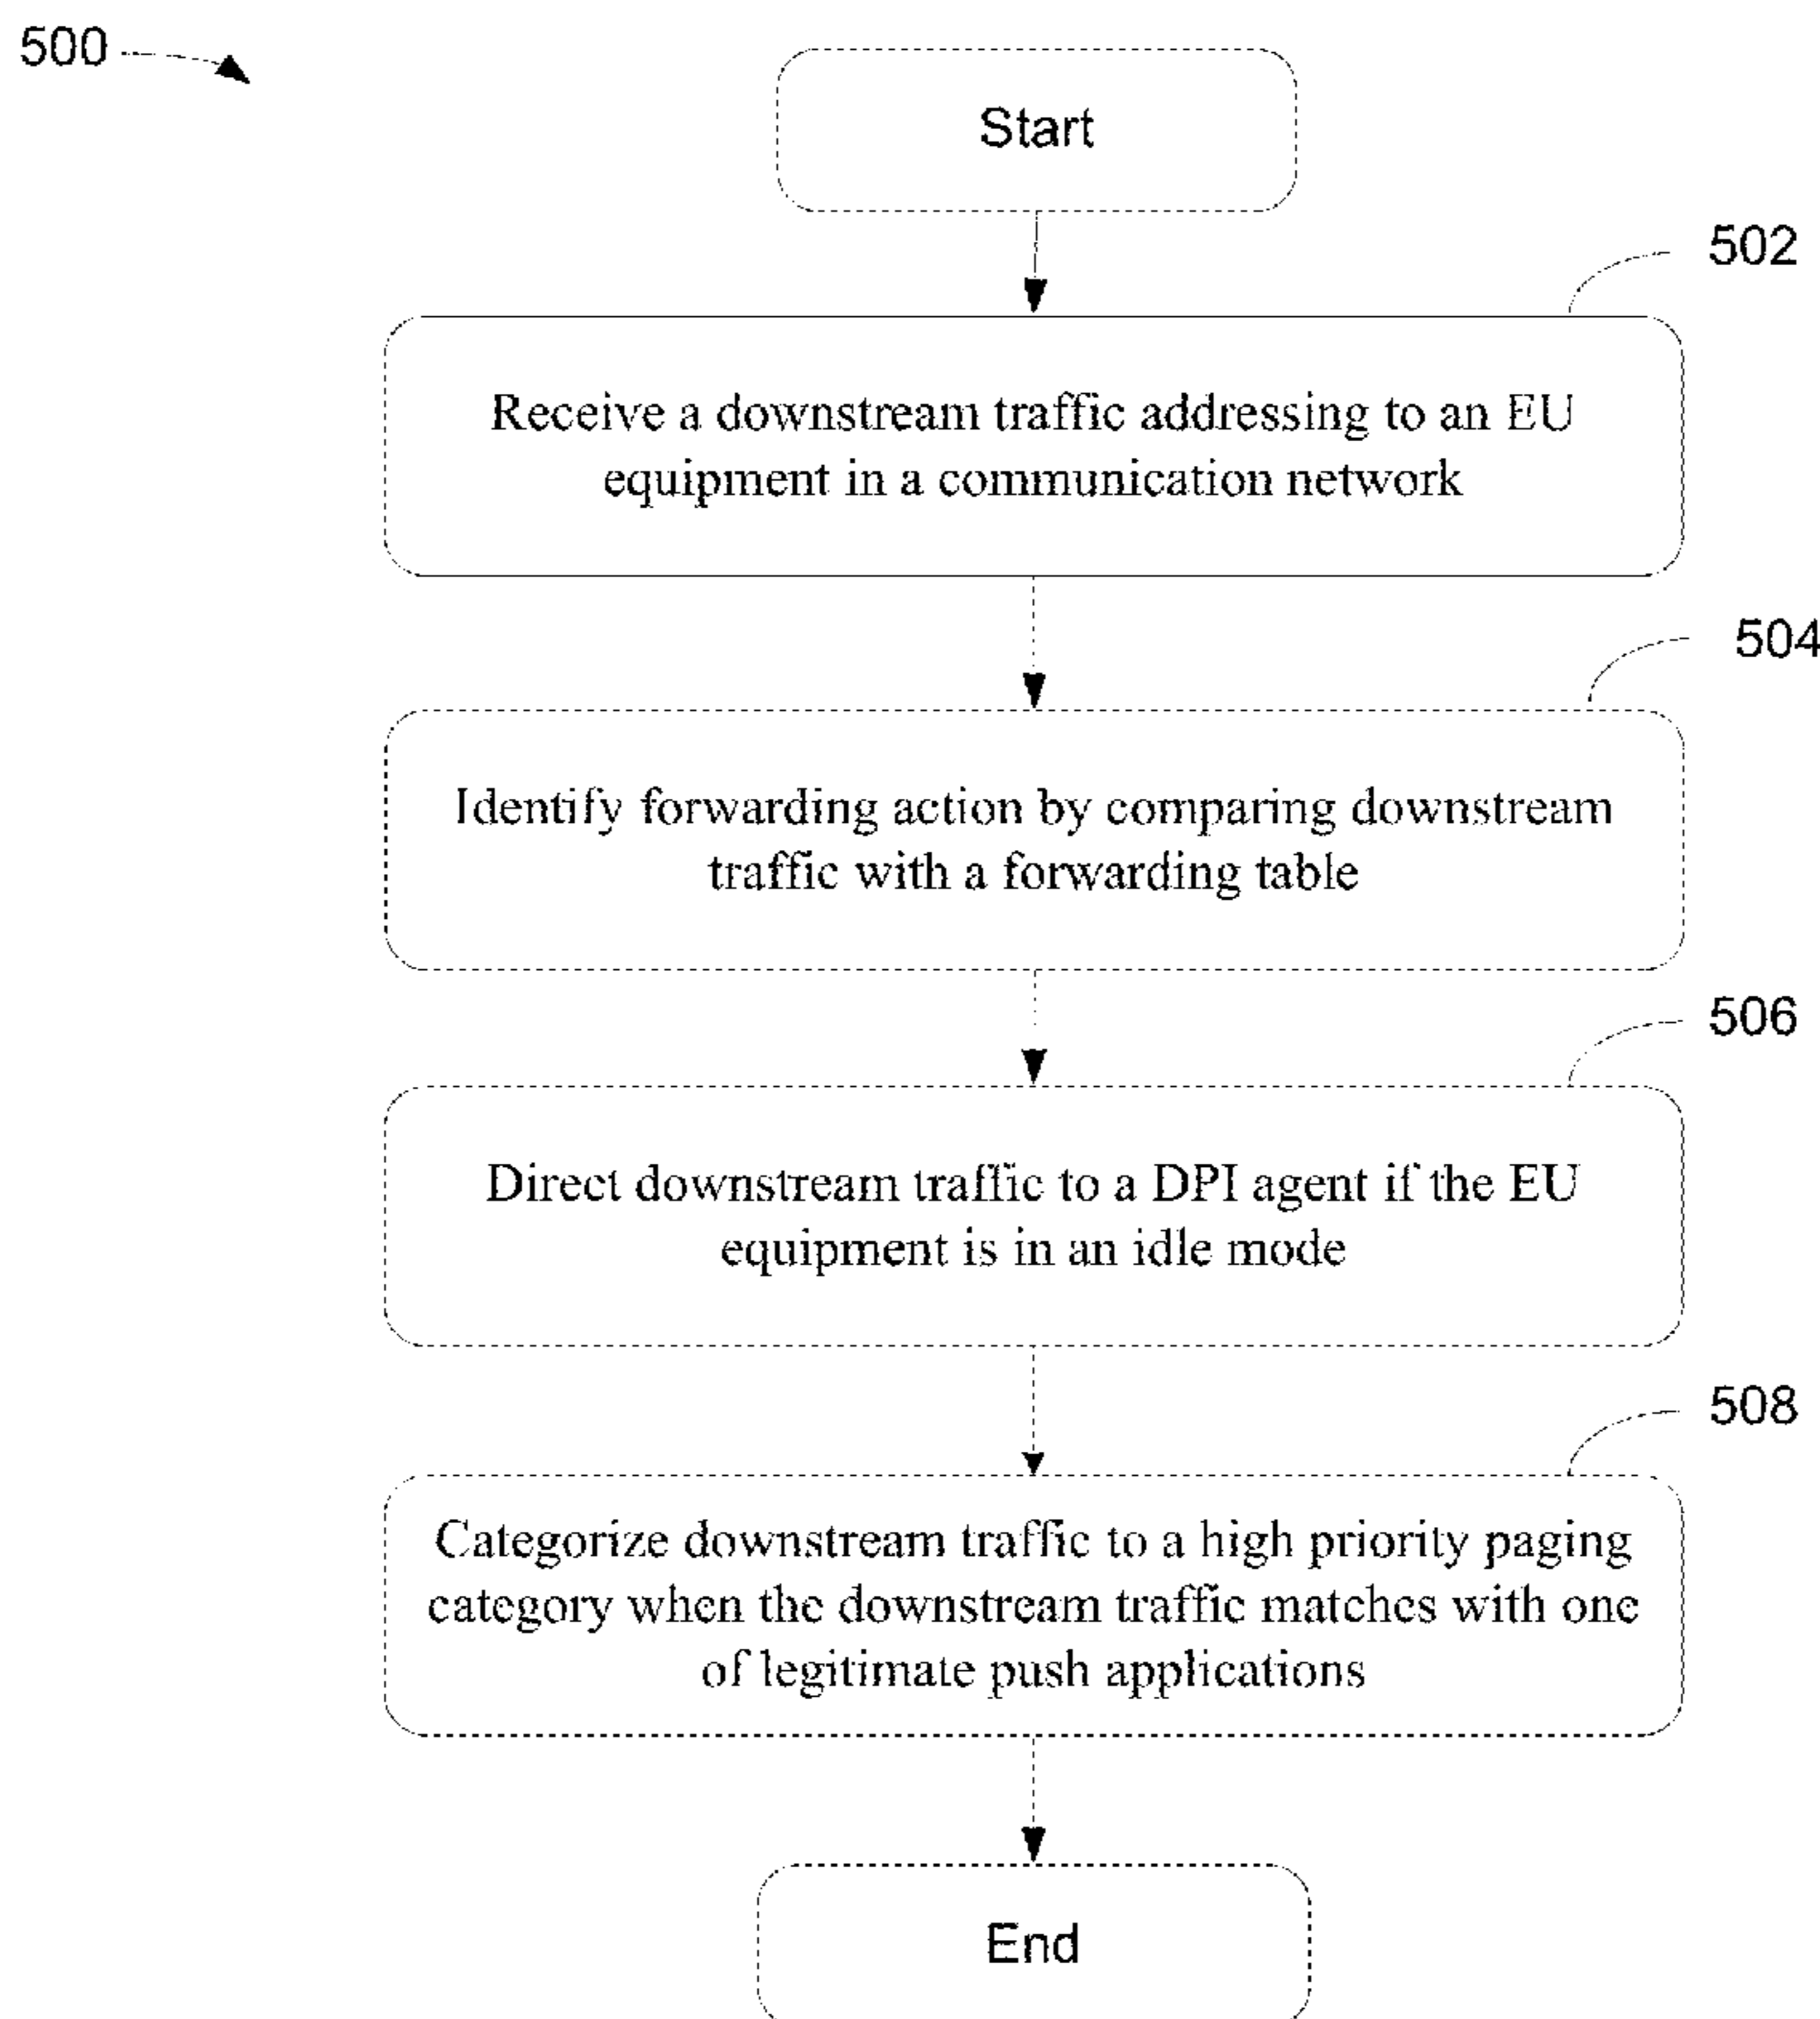 500
Start
502
Receive a downstream traffic addressing to an EU
equipment in a communication network
504
Identify forwarding action by comparing downstream
traffic with a forwarding table
506
Direct downstream traffic to a DPI agent if the EU
equipment is in an idle mode
508
Categorize downstream traffic to a high priority paging
category when the downstream traffic matches with one
of legitimate push applications
End